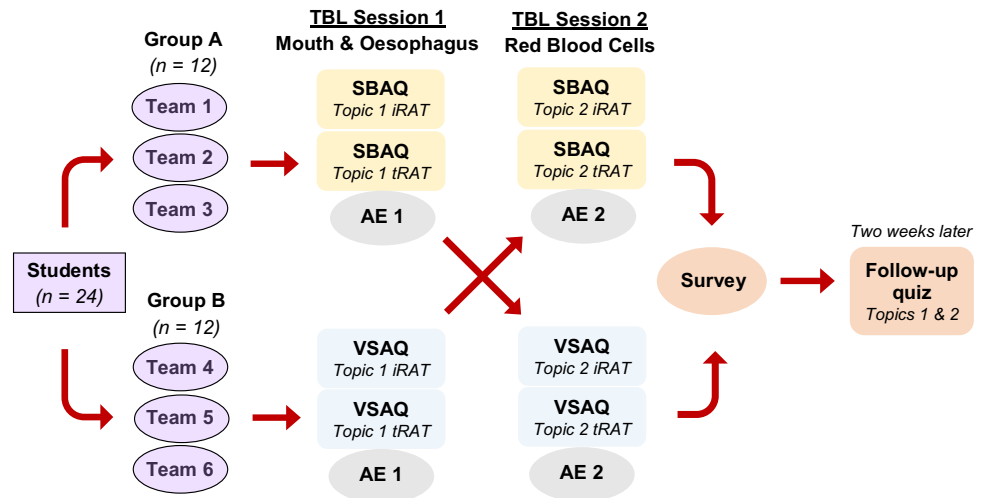 TBL Session 1
Mouth & Oesophagus
TBL Session 2
Red Blood Cells
Group A
(n = 12)
Team 1
Team 2
Team 3
SBAQ
Topic 1 iRAT
SBAQ
Topic 1 tRAT
AE 1
SBAQ
Topic 2 iRAT
SBAQ
Topic 2 tRAT
AE 2
Students
(n = 24)
Group B
(n = 12)
Team 4
Team 5
Team 6
VSAQ
Topic 1 iRAT
VSAQ
Topic 1 tRAT
AE 1
VSAQ
Topic 2 iRAT
VSAQ
Topic 2 tRAT
AE 2
Survey
Two weeks later
Follow-up
quiz
Topics 1 & 2